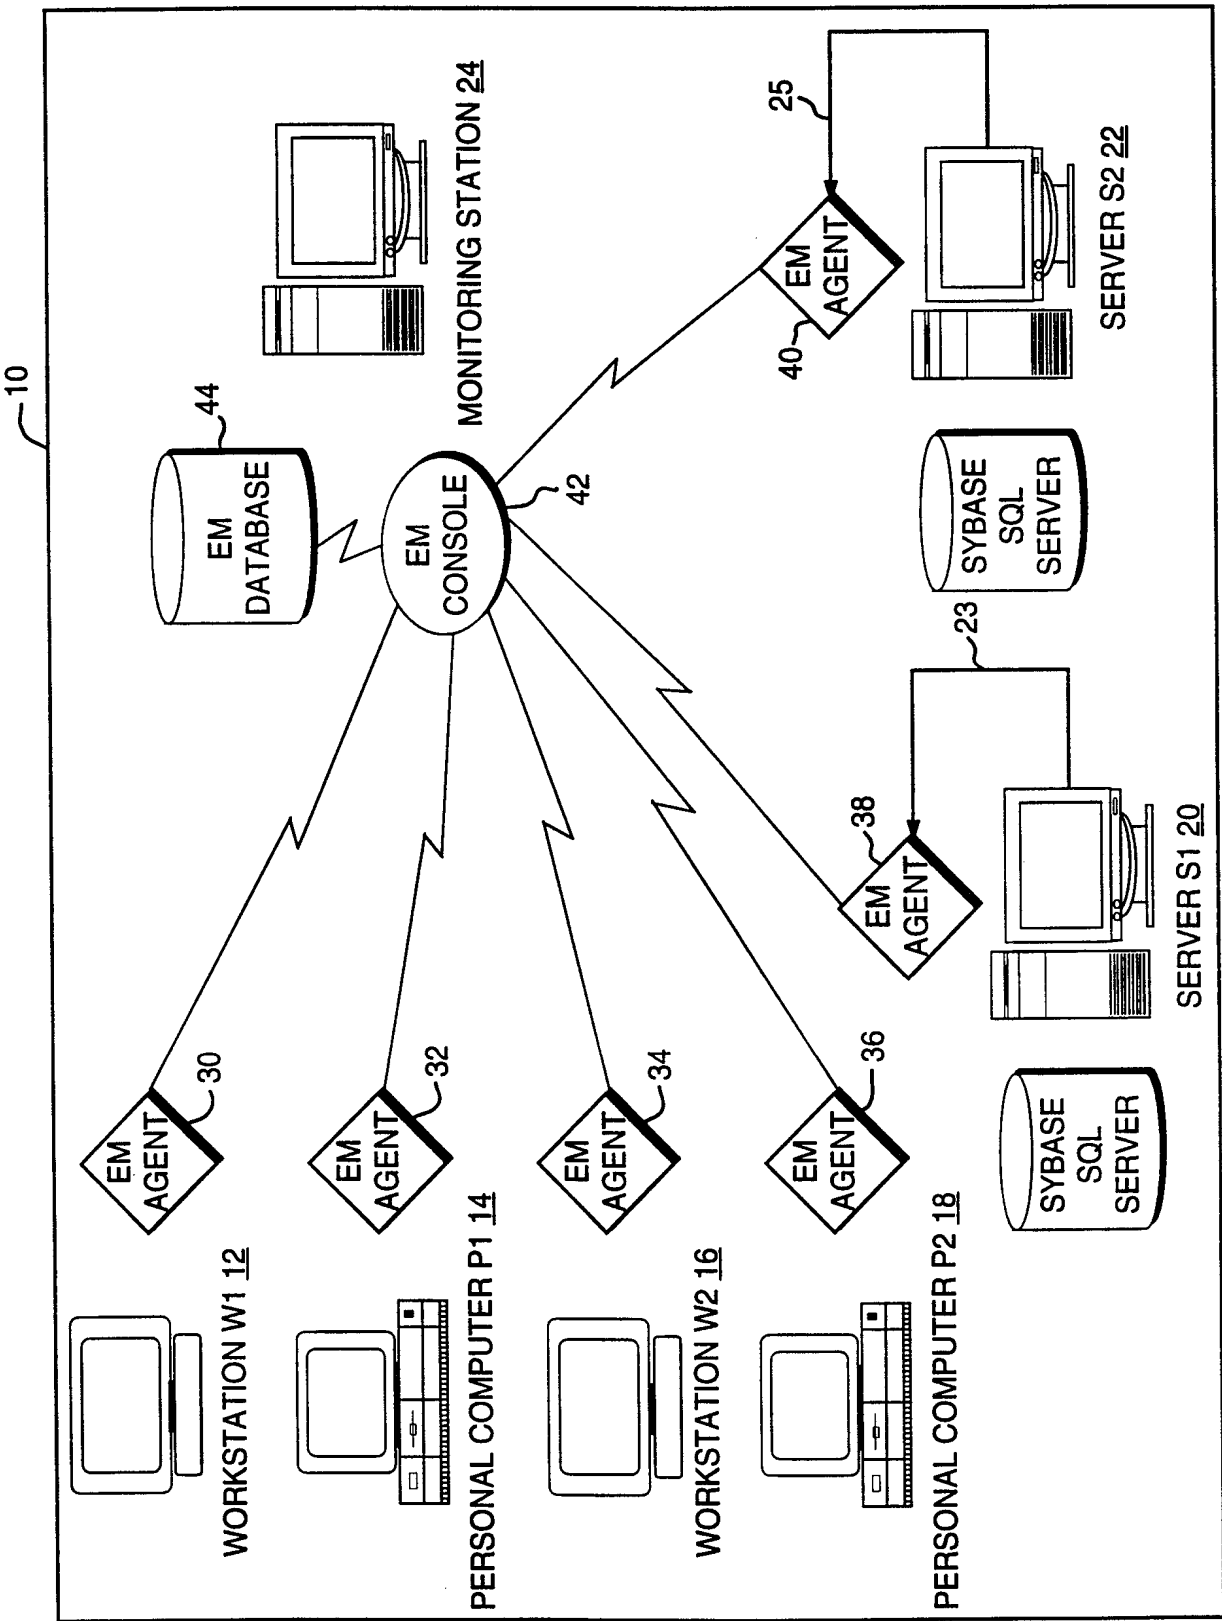 10
WORKSTATION W1 12
EM
AGENT
30
PERSONAL COMPUTER P1 14
EM
AGENT
32
WORKSTATION W2 16
EM
AGENT
34
PERSONAL COMPUTER P2 18
EM
AGENT
36
EM
DATABASE
44
EM
CONSOLE
42
MONITORING STATION 24
EM
AGENT
38
23
SYBASE
SQL
SERVER
SERVER S1 20
EM
AGENT
40
25
SYBASE
SQL
SERVER
SERVER S2 22